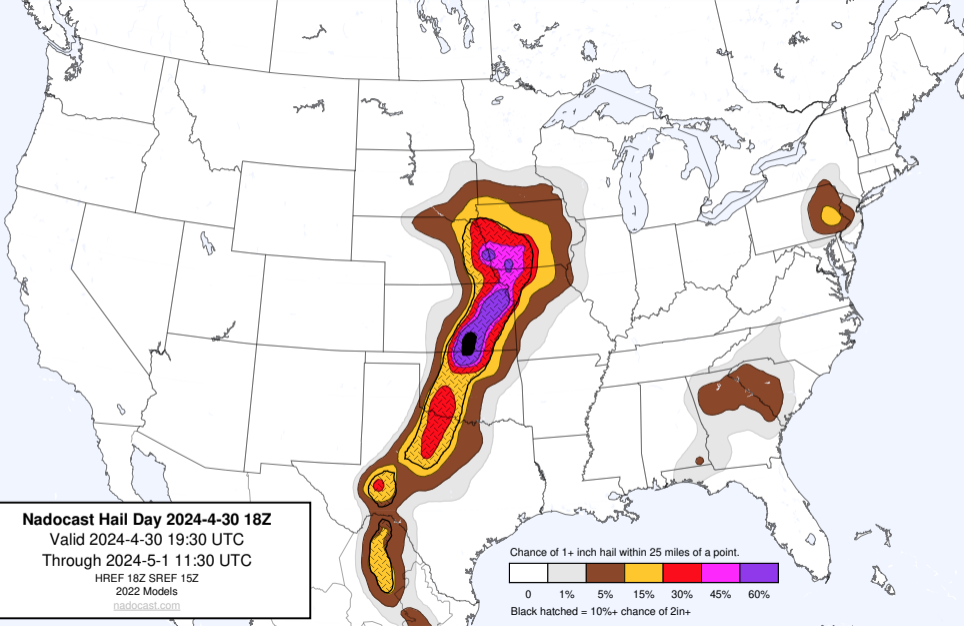 Nadocast Hail Day 2024-4-30 18Z
Valid 2024-4-30 19:30 UTC
Through 2024-5-1 11:30 UTC
HREF 18Z SREF 15Z
2022 Models
nadocast.com
Chance of 1+ inch hail within 25 miles of a point.
0 1% 5% 15% 30% 45% 60%
Black hatched = 10%+ chance of 2in+